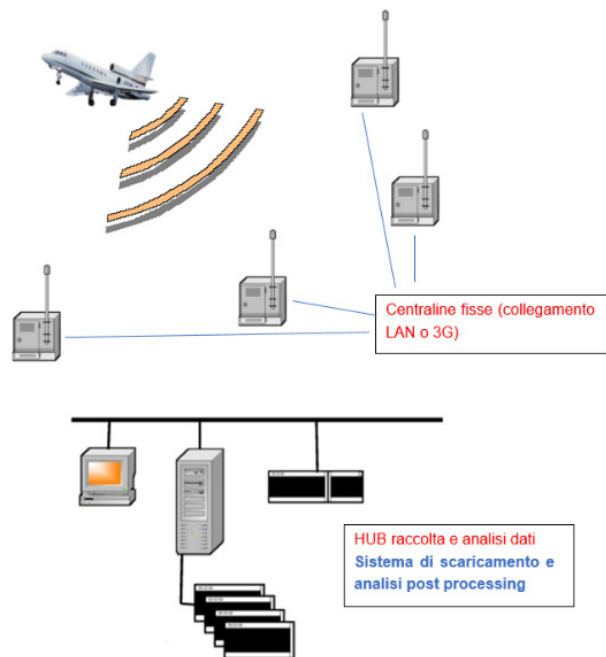 Centraline fisse (collegamento
LAN o 3G)
HUB raccolta e analisi dati
Sistema di scaricamento e
analisi post processing